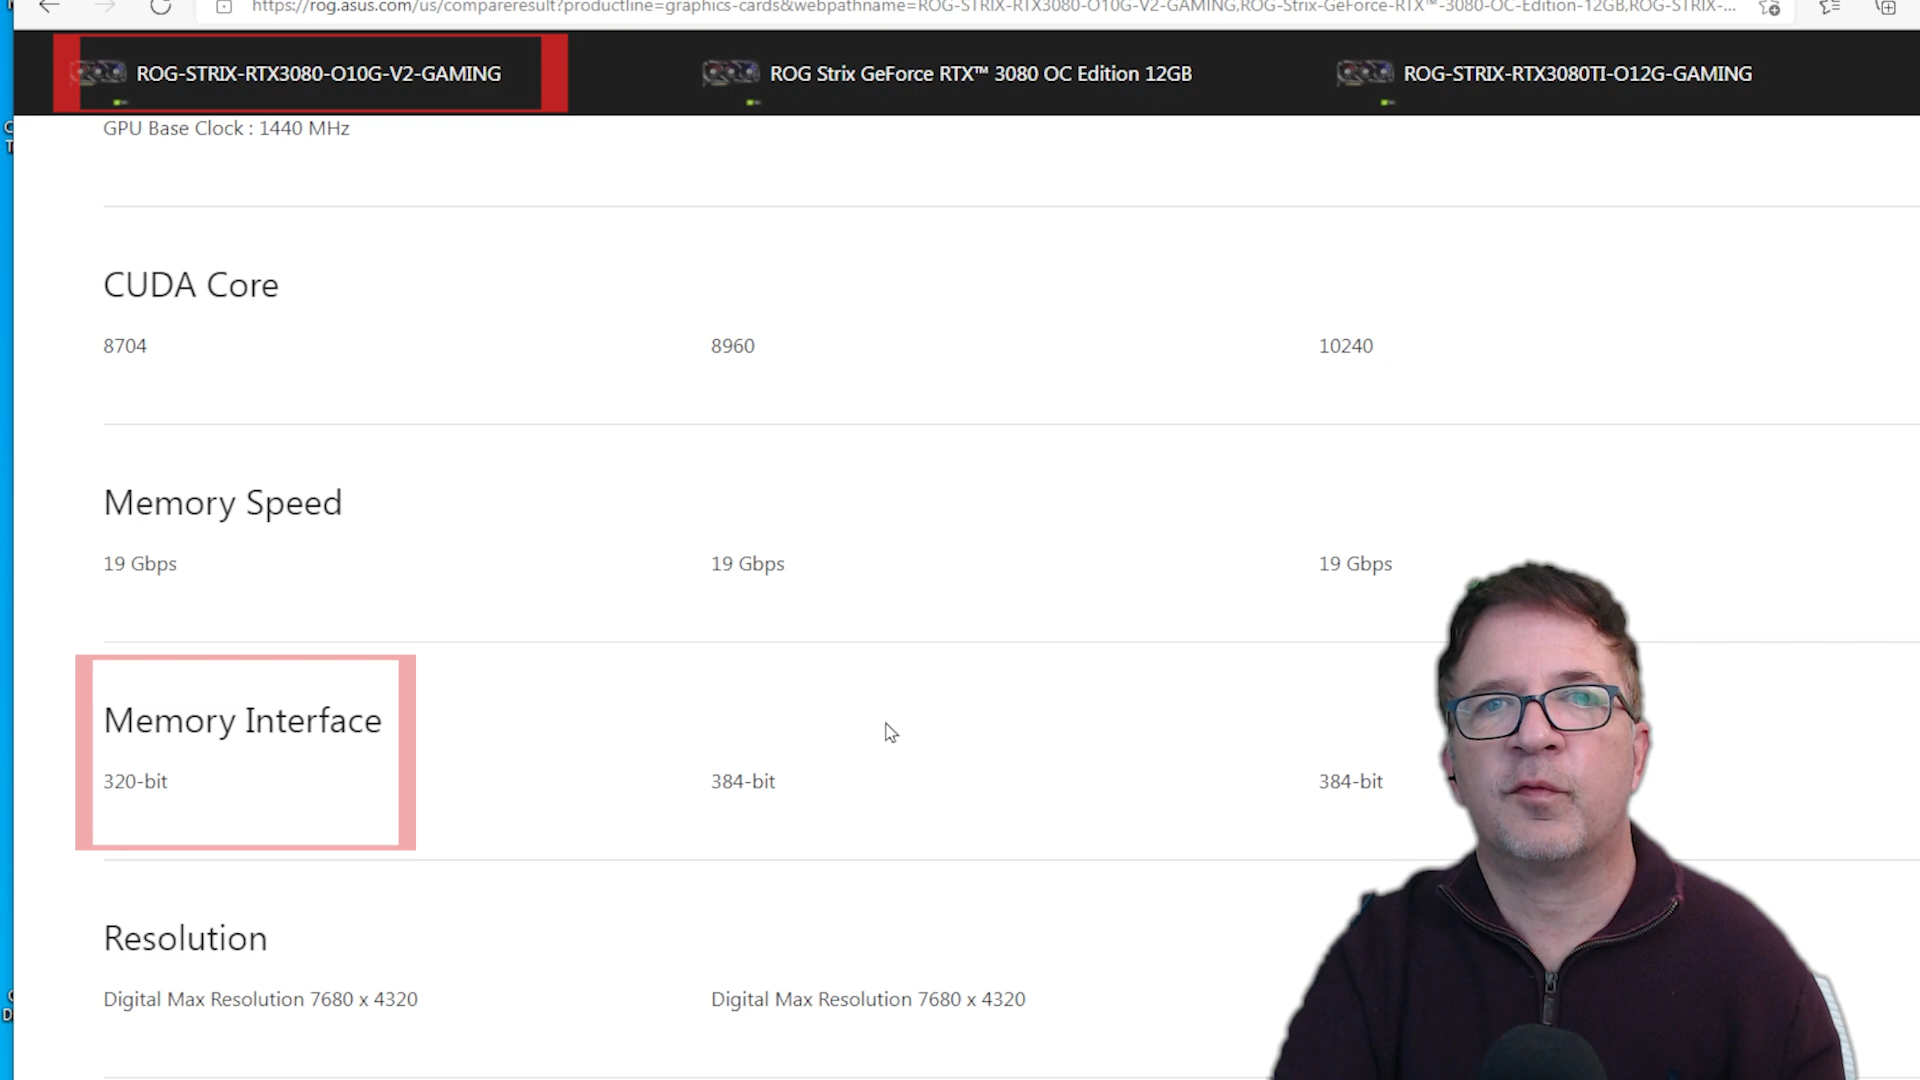 https://rog.asus.com/us/compareresult?productline=graphics-cards&webpathname=ROG-STRIX-RTX3080-O10G-V2-GAMING,ROG-Strix-GeForce-RTX™-3080-OC-Edition-12GB,ROG-STRIX-...
ROG-STRIX-RTX3080-O10G-V2-GAMING
ROG Strix GeForce RTX™ 3080 OC Edition 12GB
ROG-STRIX-RTX3080TI-O12G-GAMING
GPU Base Clock : 1440 MHz
CUDA Core
8704
8960
10240
Memory Speed
19 Gbps
19 Gbps
19 Gbps
Memory Interface
320-bit
384-bit
384-bit
Resolution
Digital Max Resolution 7680 x 4320
Digital Max Resolution 7680 x 4320